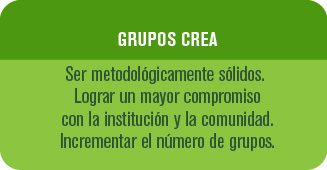 GRUPOS CREA
Ser metodológicamente sólidos.
Lograr un mayor compromiso
con la institución y la comunidad.
Incrementar el número de grupos.